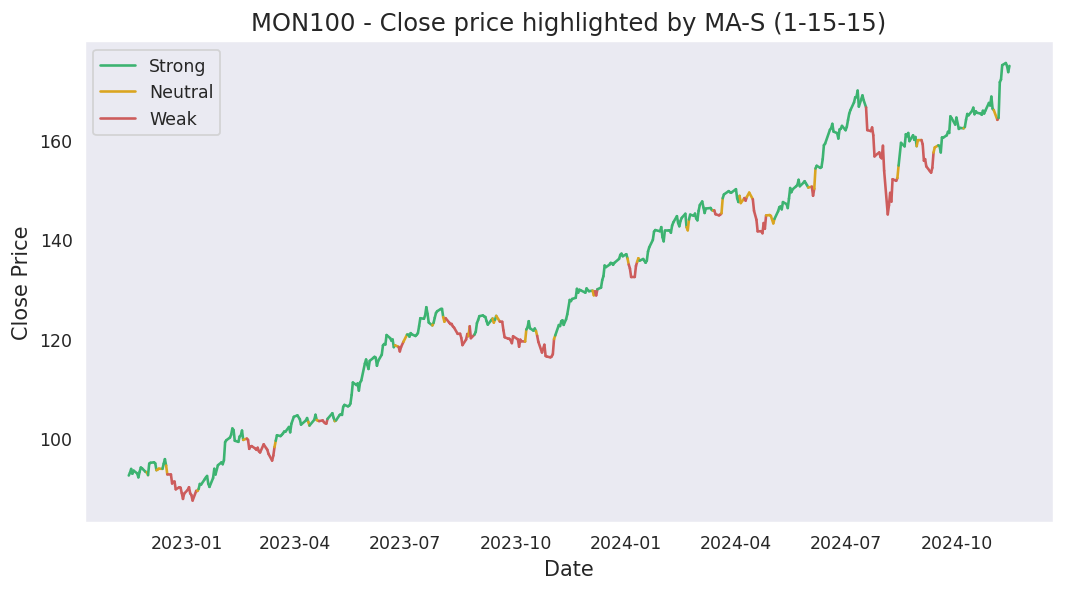 MON100 - Close price highlighted by MA-S (1-15-15)
Strong
Neutral
Weak
Close Price
160
140
120
100
2023-01
2023-04
2023-07
2023-10
2024-01
2024-04
2024-07
2024-10
Date